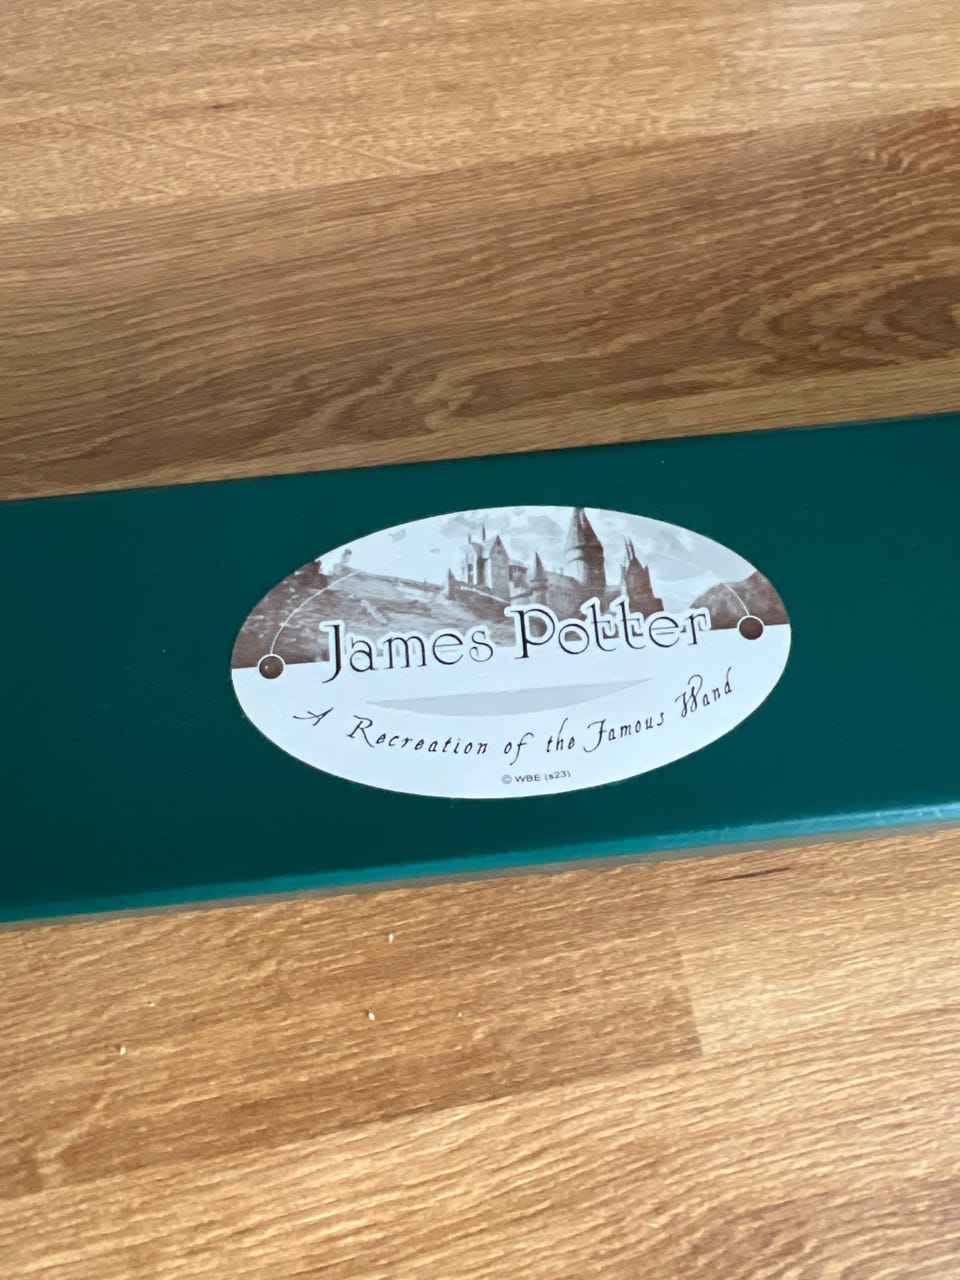 James Potter
A Recreation of the Famous Wand
© WBE (s23)